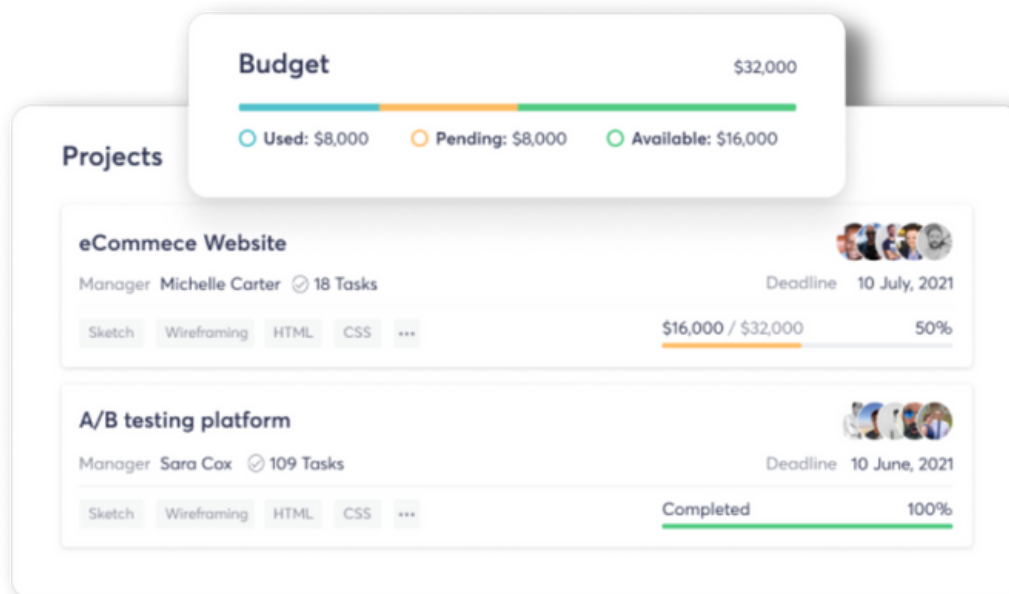 Budget $32,000
Used: $8,000 Pending: $8,000 Available: $16,000
Projects
eCommece Website
Manager Michelle Carter 18 Tasks Deadline 10 July, 2021
Sketch Wireframing HTML CSS ••• $16,000 / $32,000 50%
A/B testing platform
Manager Sara Cox 109 Tasks Deadline 10 June, 2021
Sketch Wireframing HTML CSS ••• Completed 100%